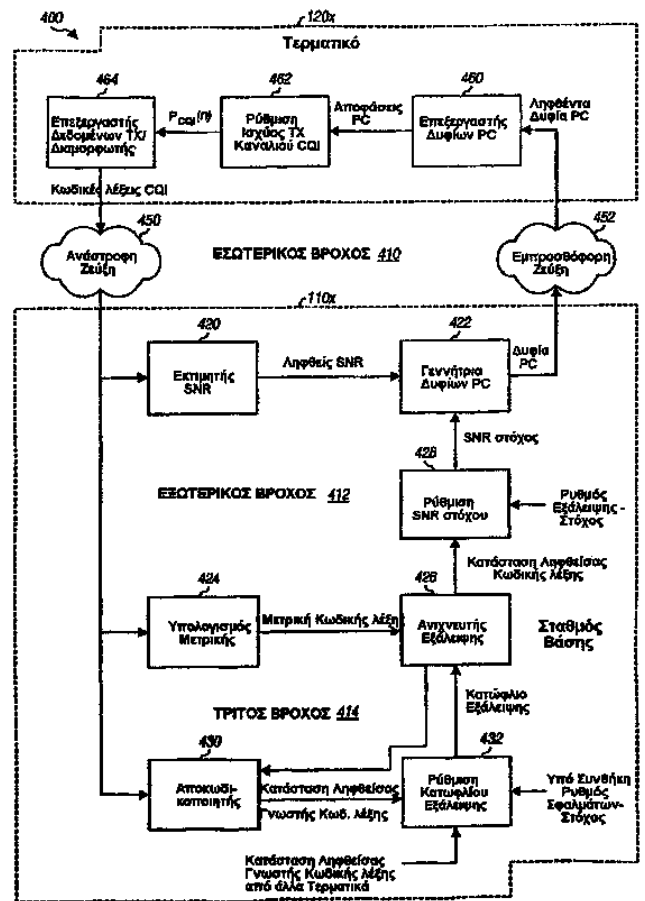 400
120x
Τερματικό
464
462
460
Επεξεργαστής
Δεδομένων TX/
Διαμορφωτής
P_CQI(n)
Ρύθμιση
Ισχύος TX
Καναλιού CQI
Αποφάσεις
PC
Επεξεργαστής
Δυφίων PC
Ληφθέντα
Δυφία PC
Κωδικές λέξεις CQI
450
452
Ανάστροφη
Ζεύξη
ΕΣΩΤΕΡΙΚΟΣ ΒΡΟΧΟΣ 410
Εμπροσθόφορη
Ζεύξη
110x
420
422
Εκτιμητής
SNR
Ληφθείς SNR
Γεννήτρια
Δυφίων PC
Δυφία
PC
SNR στόχος
428
ΕΞΩΤΕΡΙΚΟΣ ΒΡΟΧΟΣ 412
Ρύθμιση
SNR στόχου
Ρυθμός
Εξάλειψης -
Στόχος
Κατάσταση Ληφθείσας
Κωδικής λέξης
424
426
Υπολογισμός
Μετρικής
Μετρική Κωδικής λέξη
Ανιχνευτής
Εξάλειψης
Σταθμός
Βάσης
Κατώφλιο
Εξάλειψης
ΤΡΙΤΟΣ ΒΡΟΧΟΣ 414
430
432
Αποκωδι-
κοποιητής
Κατάσταση Ληφθείσας
Γνωστής Κωδ. λέξης
Ρύθμιση
Κατωφλίου
Εξάλειψης
Υπό Συνθήκη
Ρυθμός
Σφαλμάτων-
Στόχος
Κατάσταση Ληφθείσας
Γνωστής Κωδικής λέξης
από άλλα Τερματικά